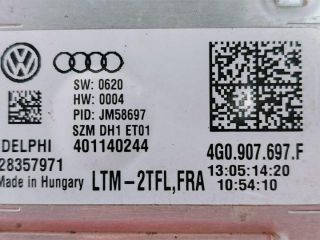 SW: 0620
HW: 0004
PID: JM58697
SZM DH1 ET01
DELPHI 401140244
28357971
Made in Hungary
LTM-2TFL,FRA
4G0.907.697.F
13:05:14:20
10:54:10